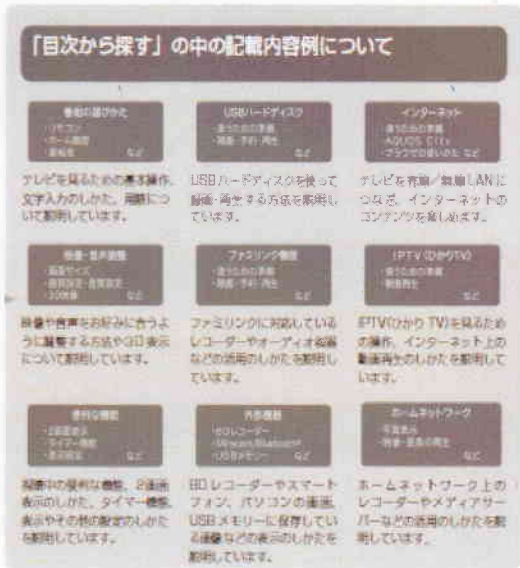 「目次から探す」の中の記載内容例について
番組の選びかた
・リモコン
・ホーム画面
・番組表
など
テレビを見るための基本操作、
文字入力のしかた、用語につ
いて説明しています。
USBハードディスク
・使うための準備
・録画・予約・再生
など
USBハードディスクを使って
録画・再生する方法を説明し
ています。
インターネット
・使うための準備
・AQUOS City
・ブラウザの使いかた など
テレビを有線/無線LANに
つなぎ、インターネットの
コンテンツを楽しめます。
映像・音声調整
・画面サイズ
・画質設定・音質設定
・3D映像
など
映像や音声をお好みに合うよ
うに調整する方法や3D表示
について説明しています。
ファミリンク機能
・使うための準備
・録画・予約・再生
など
ファミリンクに対応している
レコーダーやオーディオ機器
などの活用のしかたを説明し
ています。
IPTV(ひかりTV)
・使うための準備
・動画再生
など
IPTV(ひかりTV)を見るため
の操作、インターネット上の
動画再生のしかたを説明して
います。
便利な機能
・2画面表示
・タイマー機能
・表示設定
など
視聴中の便利な機能、2画面
表示のしかた、タイマー機能、
表示やその他の設定のしかた
を説明しています。
外部機器
・BDレコーダー
・Miracast/Bluetooth®
・USBメモリー
など
BDレコーダーやスマート
フォン、パソコンの画面、
USBメモリーに保存してい
る画像などの表示のしかたを
説明しています。
ホームネットワーク
・写真表示
・映像・音楽の再生
など
ホームネットワーク上の
レコーダーやメディアサー
バーなどの活用のしかたを説
明しています。